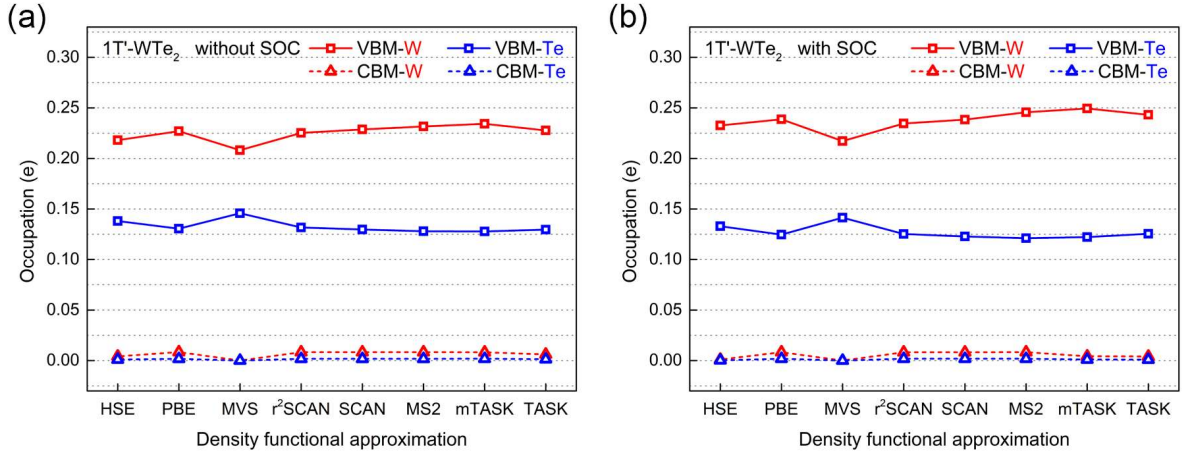 (a)
1T'-WTe₂ without SOC VBM-W VBM-Te
CBM-W CBM-Te
0.30
0.25
0.20
0.15
0.10
0.05
0.00
Occupation (e)
HSE PBE MVS r²SCAN SCAN MS2 mTASK TASK
Density functional approximation
(b)
1T'-WTe₂ with SOC VBM-W VBM-Te
CBM-W CBM-Te
0.30
0.25
0.20
0.15
0.10
0.05
0.00
Occupation (e)
HSE PBE MVS r²SCAN SCAN MS2 mTASK TASK
Density functional approximation